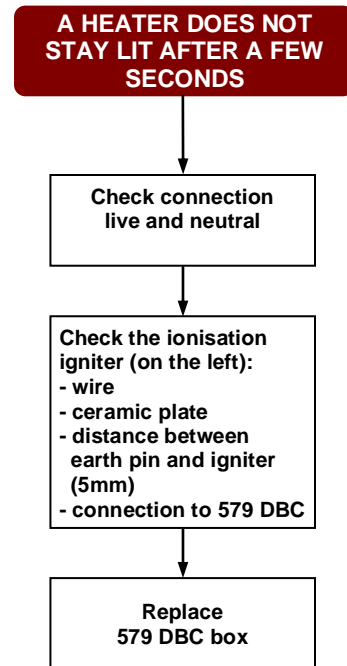 A HEATER DOES NOT
STAY LIT AFTER A FEW
SECONDS
Check connection
live and neutral
Check the ionisation
igniter (on the left):
- wire
- ceramic plate
- distance between
earth pin and igniter
(5mm)
- connection to 579 DBC
Replace
579 DBC box